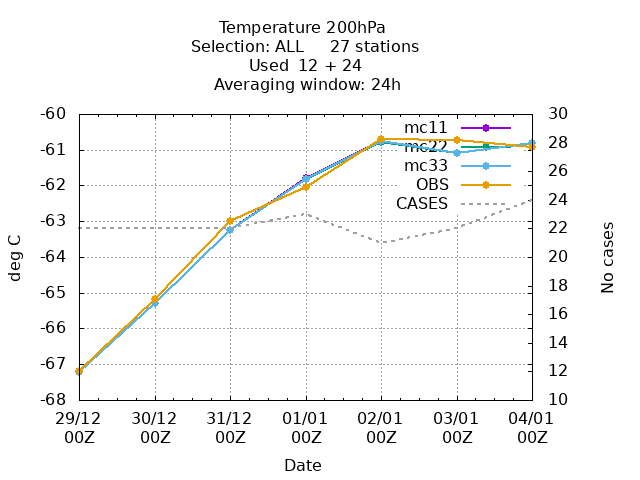 Temperature 200hPa
Selection: ALL 27 stations
Used 12 + 24
Averaging window: 24h
-60
-61
-62
-63
-64
-65
-66
-67
-68
deg C
30
28
26
24
22
20
18
16
14
12
10
No cases
mc11
mc22
mc33
OBS
CASES
29/12 30/12 31/12 01/01 02/01 03/01 04/01
00Z 00Z 00Z 00Z 00Z 00Z 00Z
Date